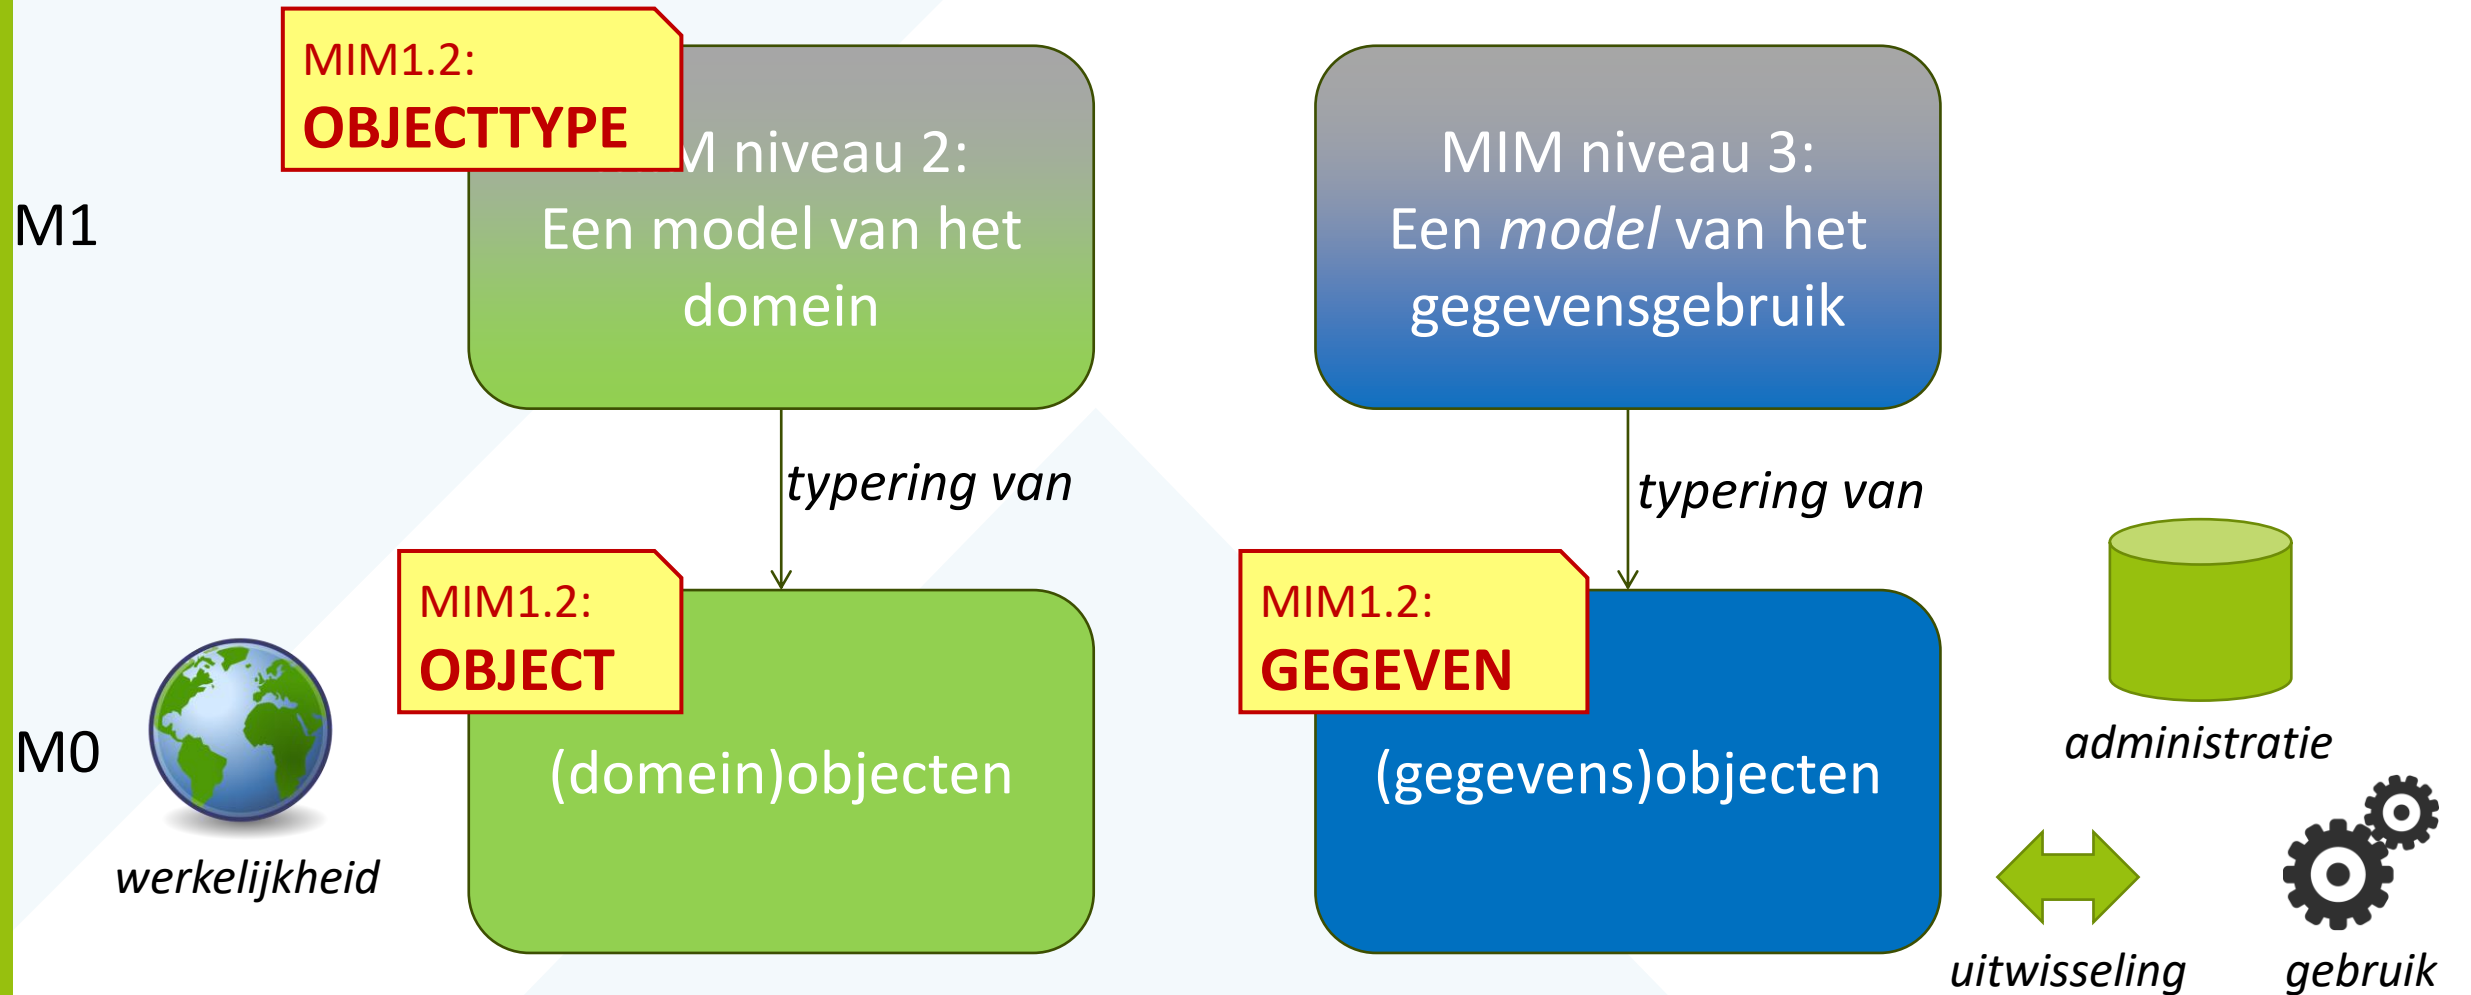 MIM1.2:
OBJECTTYPE
M niveau 2:
Een model van het
domein
MIM niveau 3:
Een model van het
gegevensgebruik
M1
typering van
typering van
MIM1.2:
OBJECT
MIM1.2:
GEGEVEN
(domein)objecten
(gegevens)objecten
M0
werkelijkheid
administratie
uitwisseling
gebruik